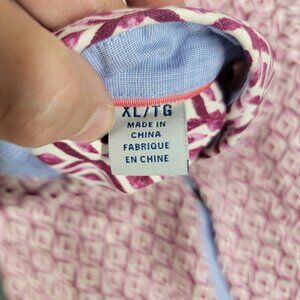 XL/TG
MADE IN
CHINA
FABRIQUE
EN CHINE